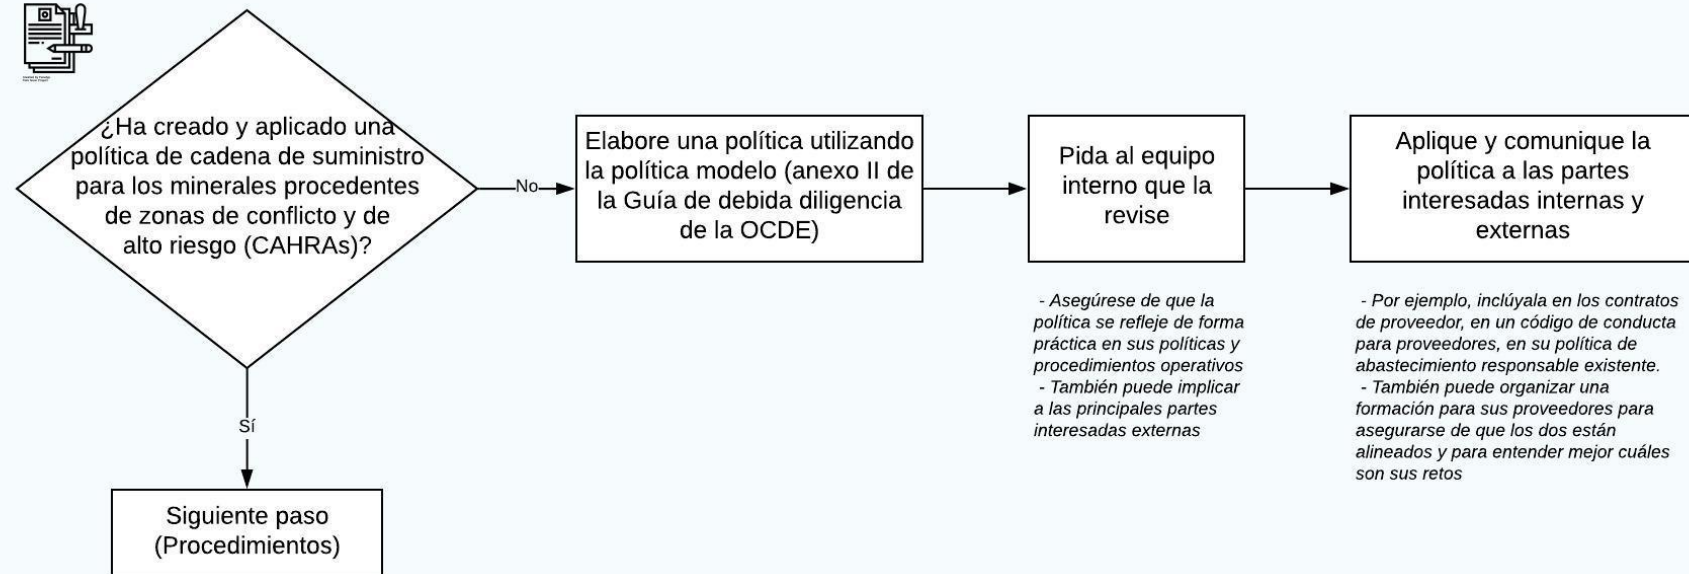 ¿Ha creado y aplicado una
política de cadena de suministro
para los minerales procedentes
de zonas de conflicto y de
alto riesgo (CAHRAs)?
No
Elabore una política utilizando
la política modelo (anexo II de
la Guía de debida diligencia
de la OCDE)
Pida al equipo
interno que la
revise
Aplique y comunique la
política a las partes
interesadas internas y
externas
- Asegúrese de que la
política se refleje de forma
práctica en sus políticas y
procedimientos operativos
- También puede implicar
a las principales partes
interesadas externas
- Por ejemplo, inclúyala en los contratos
de proveedor, en un código de conducta
para proveedores, en su política de
abastecimiento responsable existente.
- También puede organizar una
formación para sus proveedores para
asegurarse de que los dos están
alineados y para entender mejor cuáles
son sus retos
Sí
Siguiente paso
(Procedimientos)